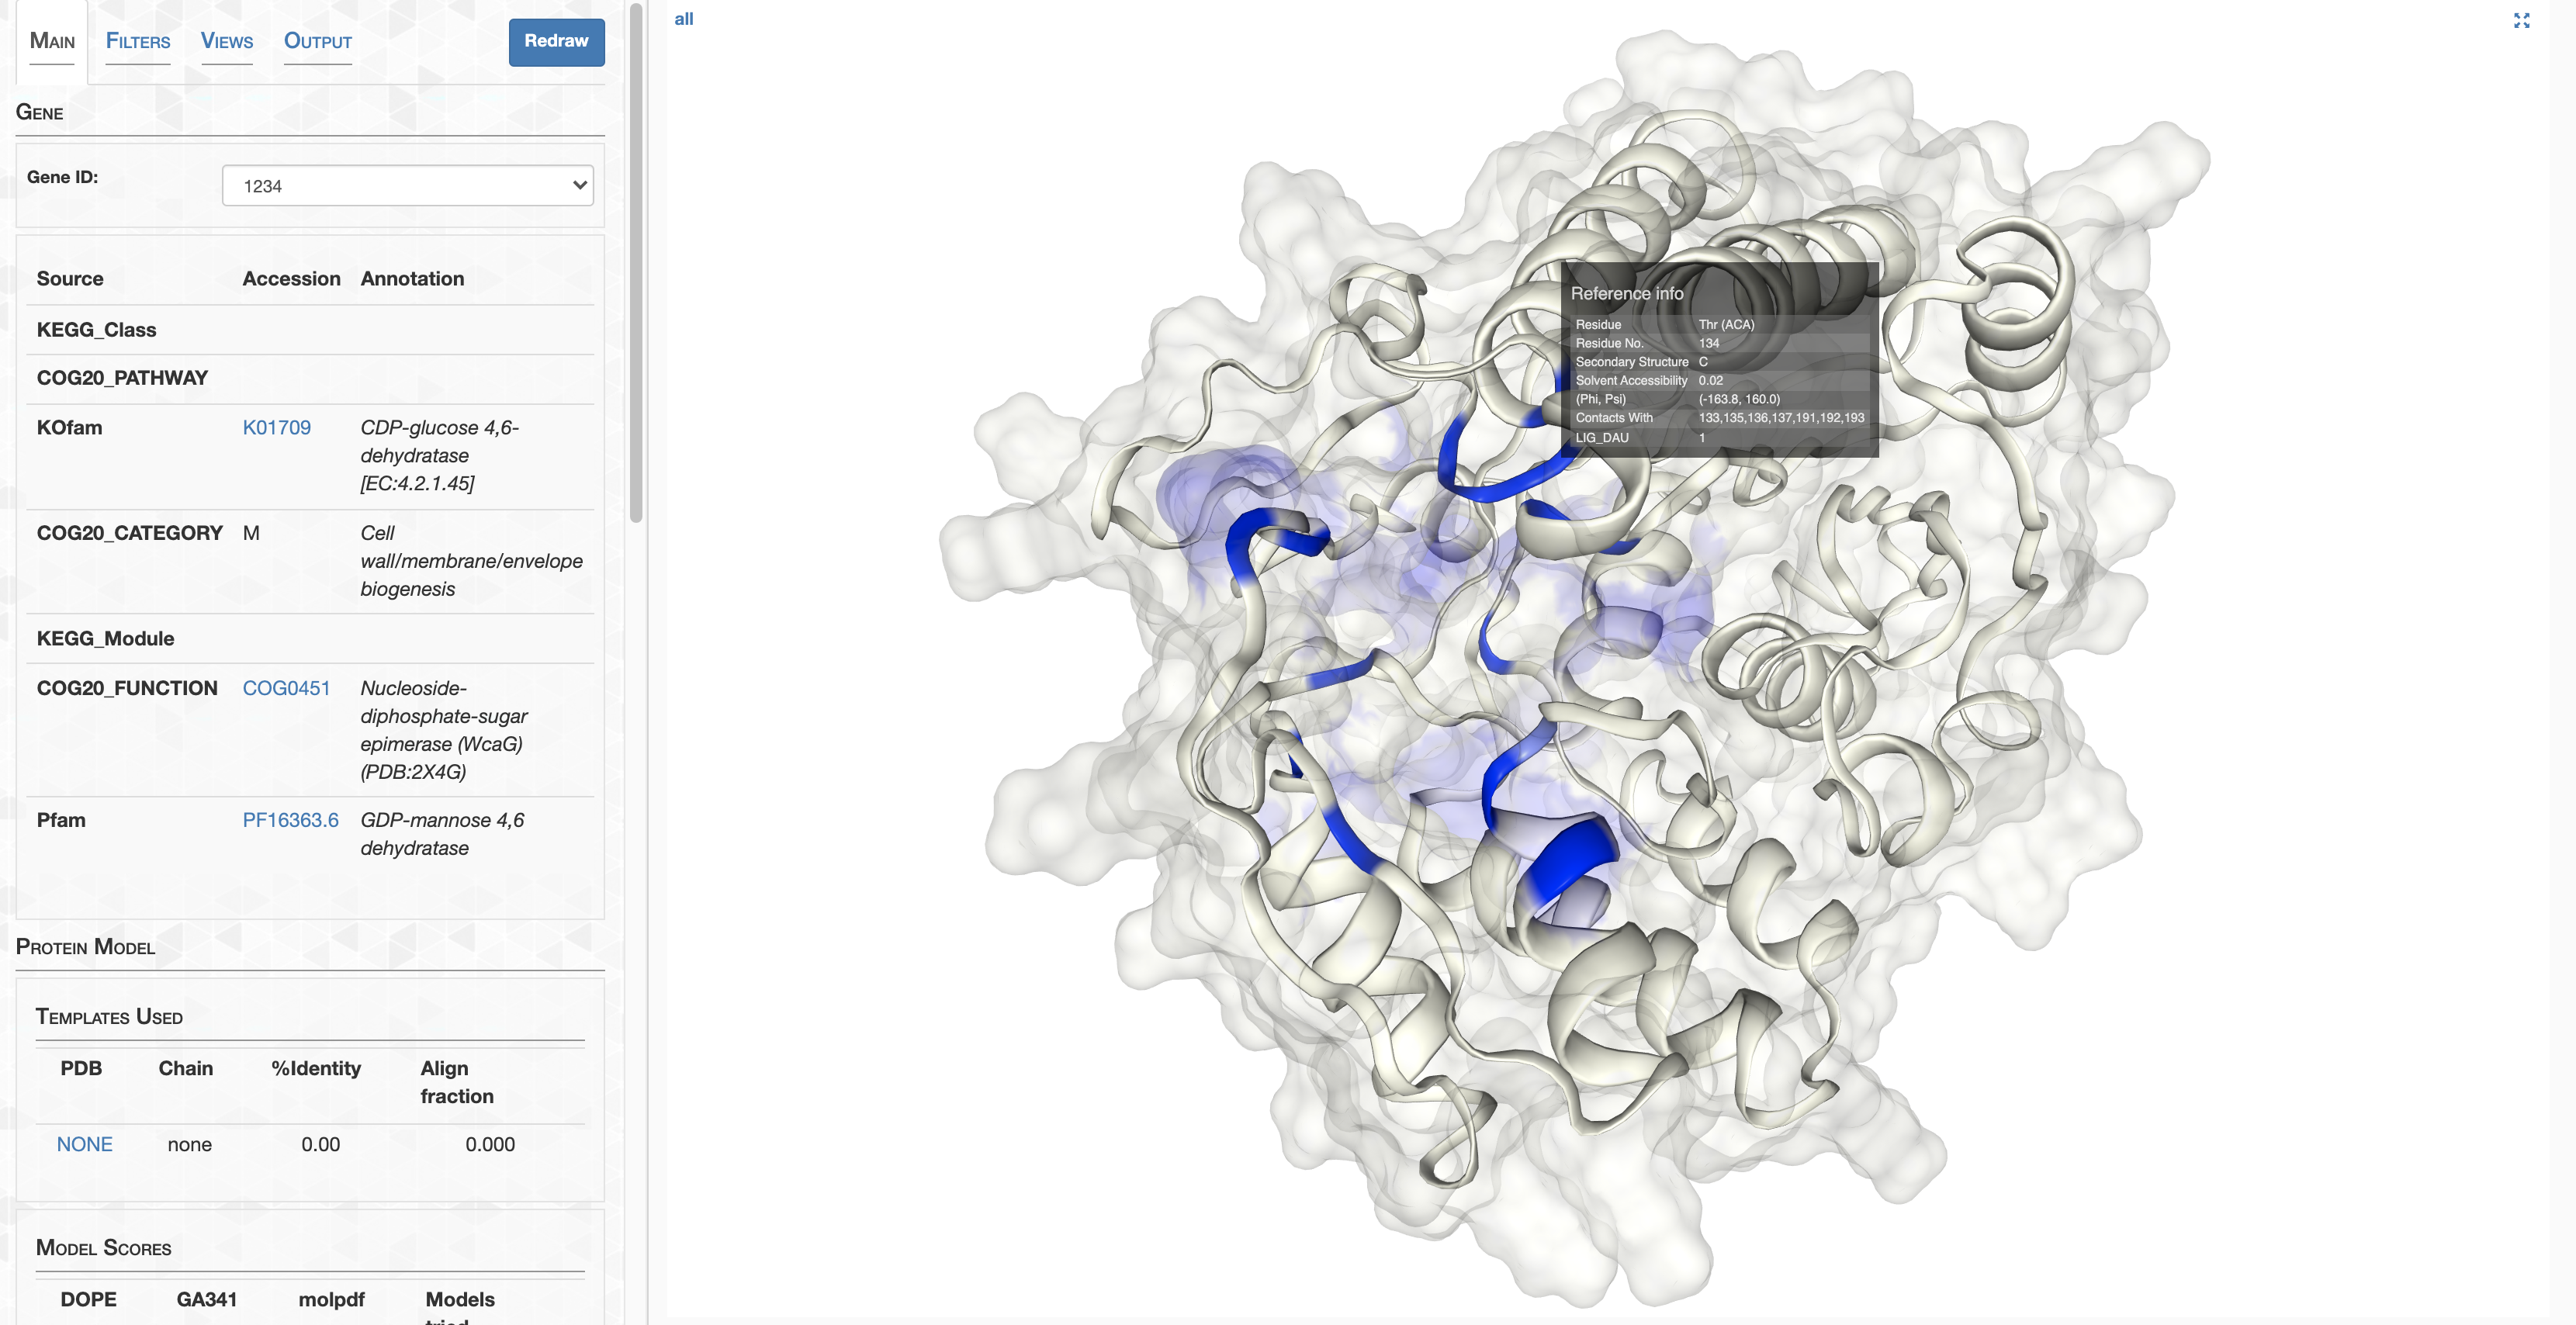 Main Filters Views Output Redraw
Gene
Gene ID: 1234
Source Accession Annotation
KEGG_Class
COG20_PATHWAY
KOfam K01709 CDP-glucose 4,6-
dehydratase
[EC:4.2.1.45]
COG20_CATEGORY M Cell
wall/membrane/envelope
biogenesis
KEGG_Module
COG20_FUNCTION COG0451 Nucleoside-
diphosphate-sugar
epimerase (WcaG)
(PDB:2X4G)
Pfam PF16363.6 GDP-mannose 4,6
dehydratase
Protein Model
Templates Used
PDB Chain %Identity Align
fraction
NONE none 0.00 0.000
Model Scores
DOPE GA341 molpdf Models
all
Reference info
Residue Thr (ACA)
Residue No. 134
Secondary Structure C
Solvent Accessibility 0.02
(Phi, Psi) (-163.8, 160.0)
Contacts With 133,135,136,137,191,192,193
LIG_DAU 1